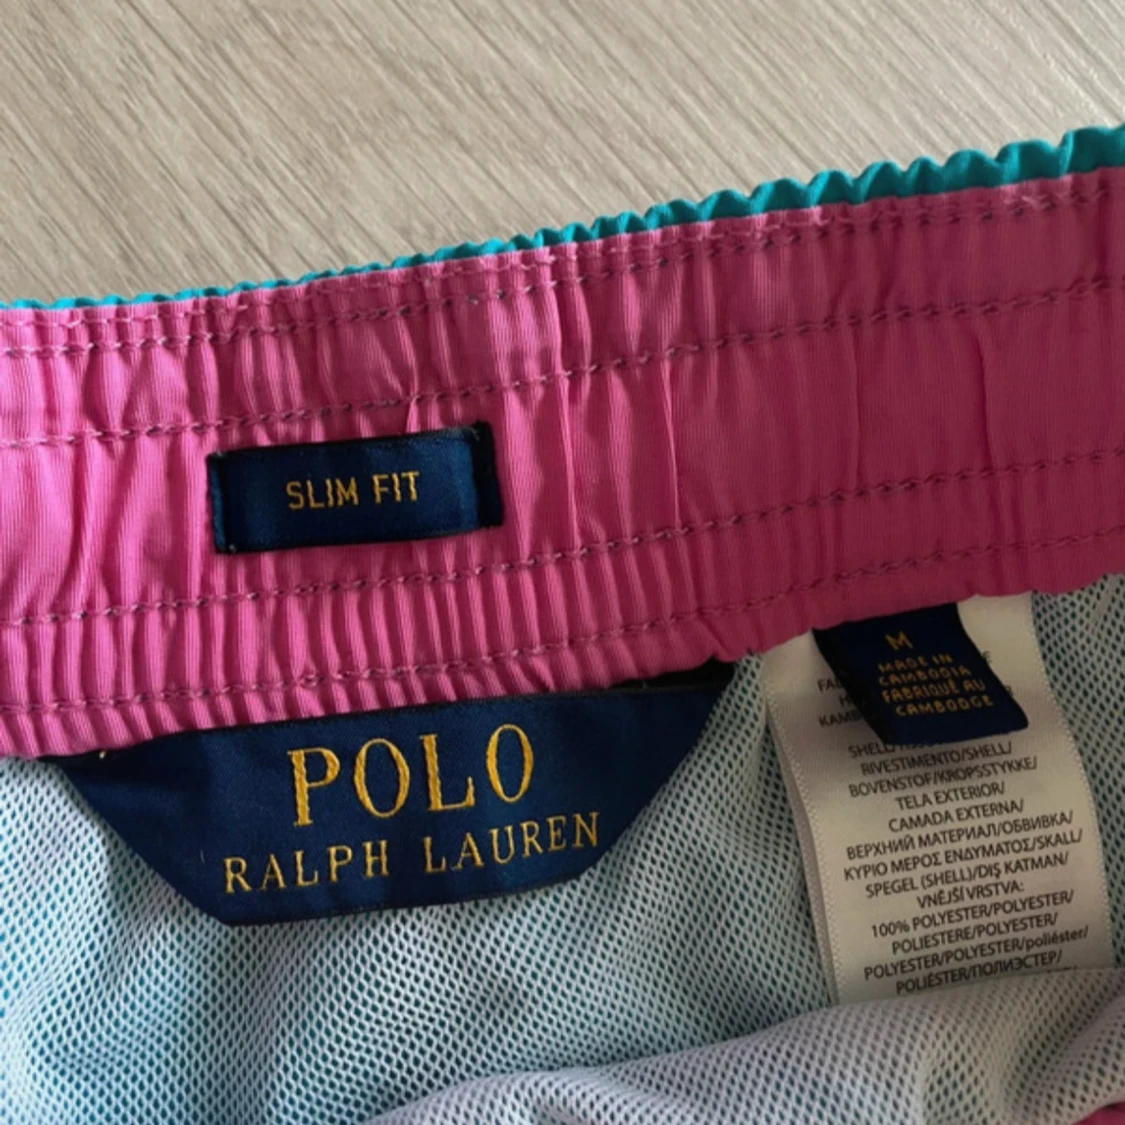 SLIM FIT
POLO
RALPH LAUREN
M
MADE IN
CAMBODIA
FABRIQUÉ AU
CAMBODGE
RIVESTIMENTO/SHELL/
BOVENSTOF/KROPSSTYKKE/
TELA EXTERIOR/
CAMADA EXTERNA/
ВЕРХНИЙ МАТЕРИАЛ/ОБВИВКА/
ΚΥΡΙΟ ΜΕΡΟΣ ΕΝΔΥΜΑΤΟΣ/SKALL/
SPEGEL (SHELL)/DIŞ KATMAN/
VNĚJŠÍ VRSTVA:
100% POLYESTER/POLYESTER/
POLIESTERE/POLYESTER/
POLYESTER/POLYESTER/poliéster/
POLIÉSTER/ПОЛИЭСТЕР/